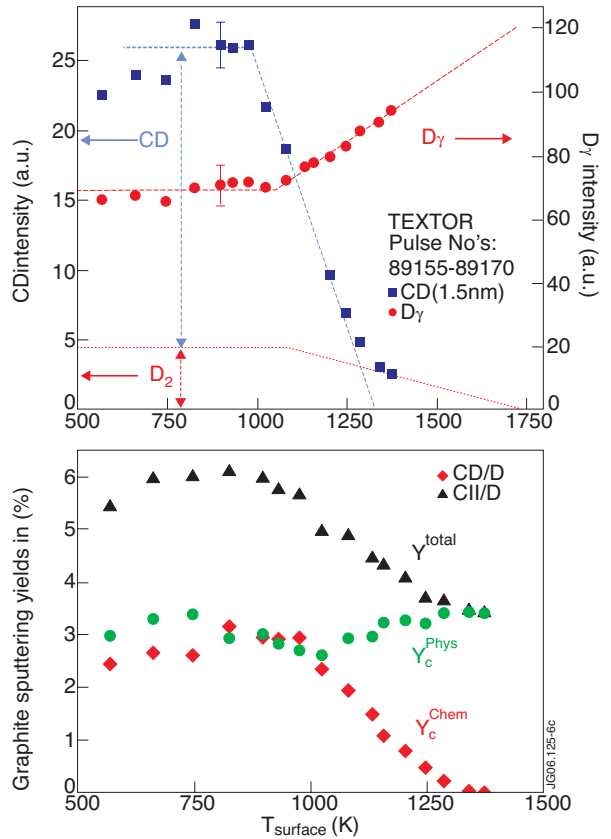 25
20
15
10
5
0
CDintensity (a.u.)
120
100
80
60
40
20
0
Dγ intensity (a.u.)
CD
Dγ
TEXTOR
Pulse No's:
89155-89170
CD(1.5nm)
Dγ
D2
500
750
1000
1250
1500
1750
6
5
4
3
2
1
0
Graphite sputtering yields in (%)
CD/D
CII/D
Ytotal
YcPhys
YcChem
500
750
1000
1250
1500
Tsurface (K)
JG06.125-6c